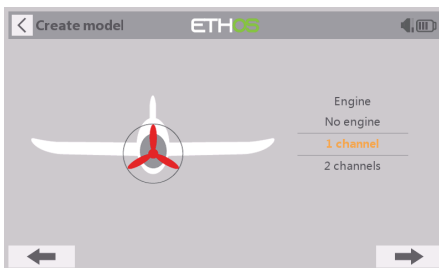 Create model
ETHOS
Engine
No engine
1 channel
2 channels